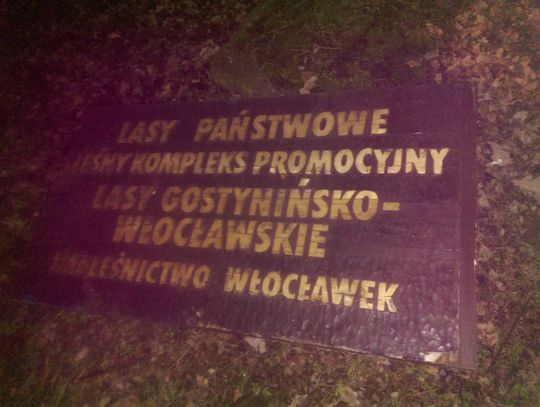 LASY PAŃSTWOWE
LEŚNY KOMPLEKS PROMOCYJNY
LASY GOSTYNIŃSKO-
WŁOCŁAWSKIE
NADLEŚNICTWO WŁOCŁAWEK